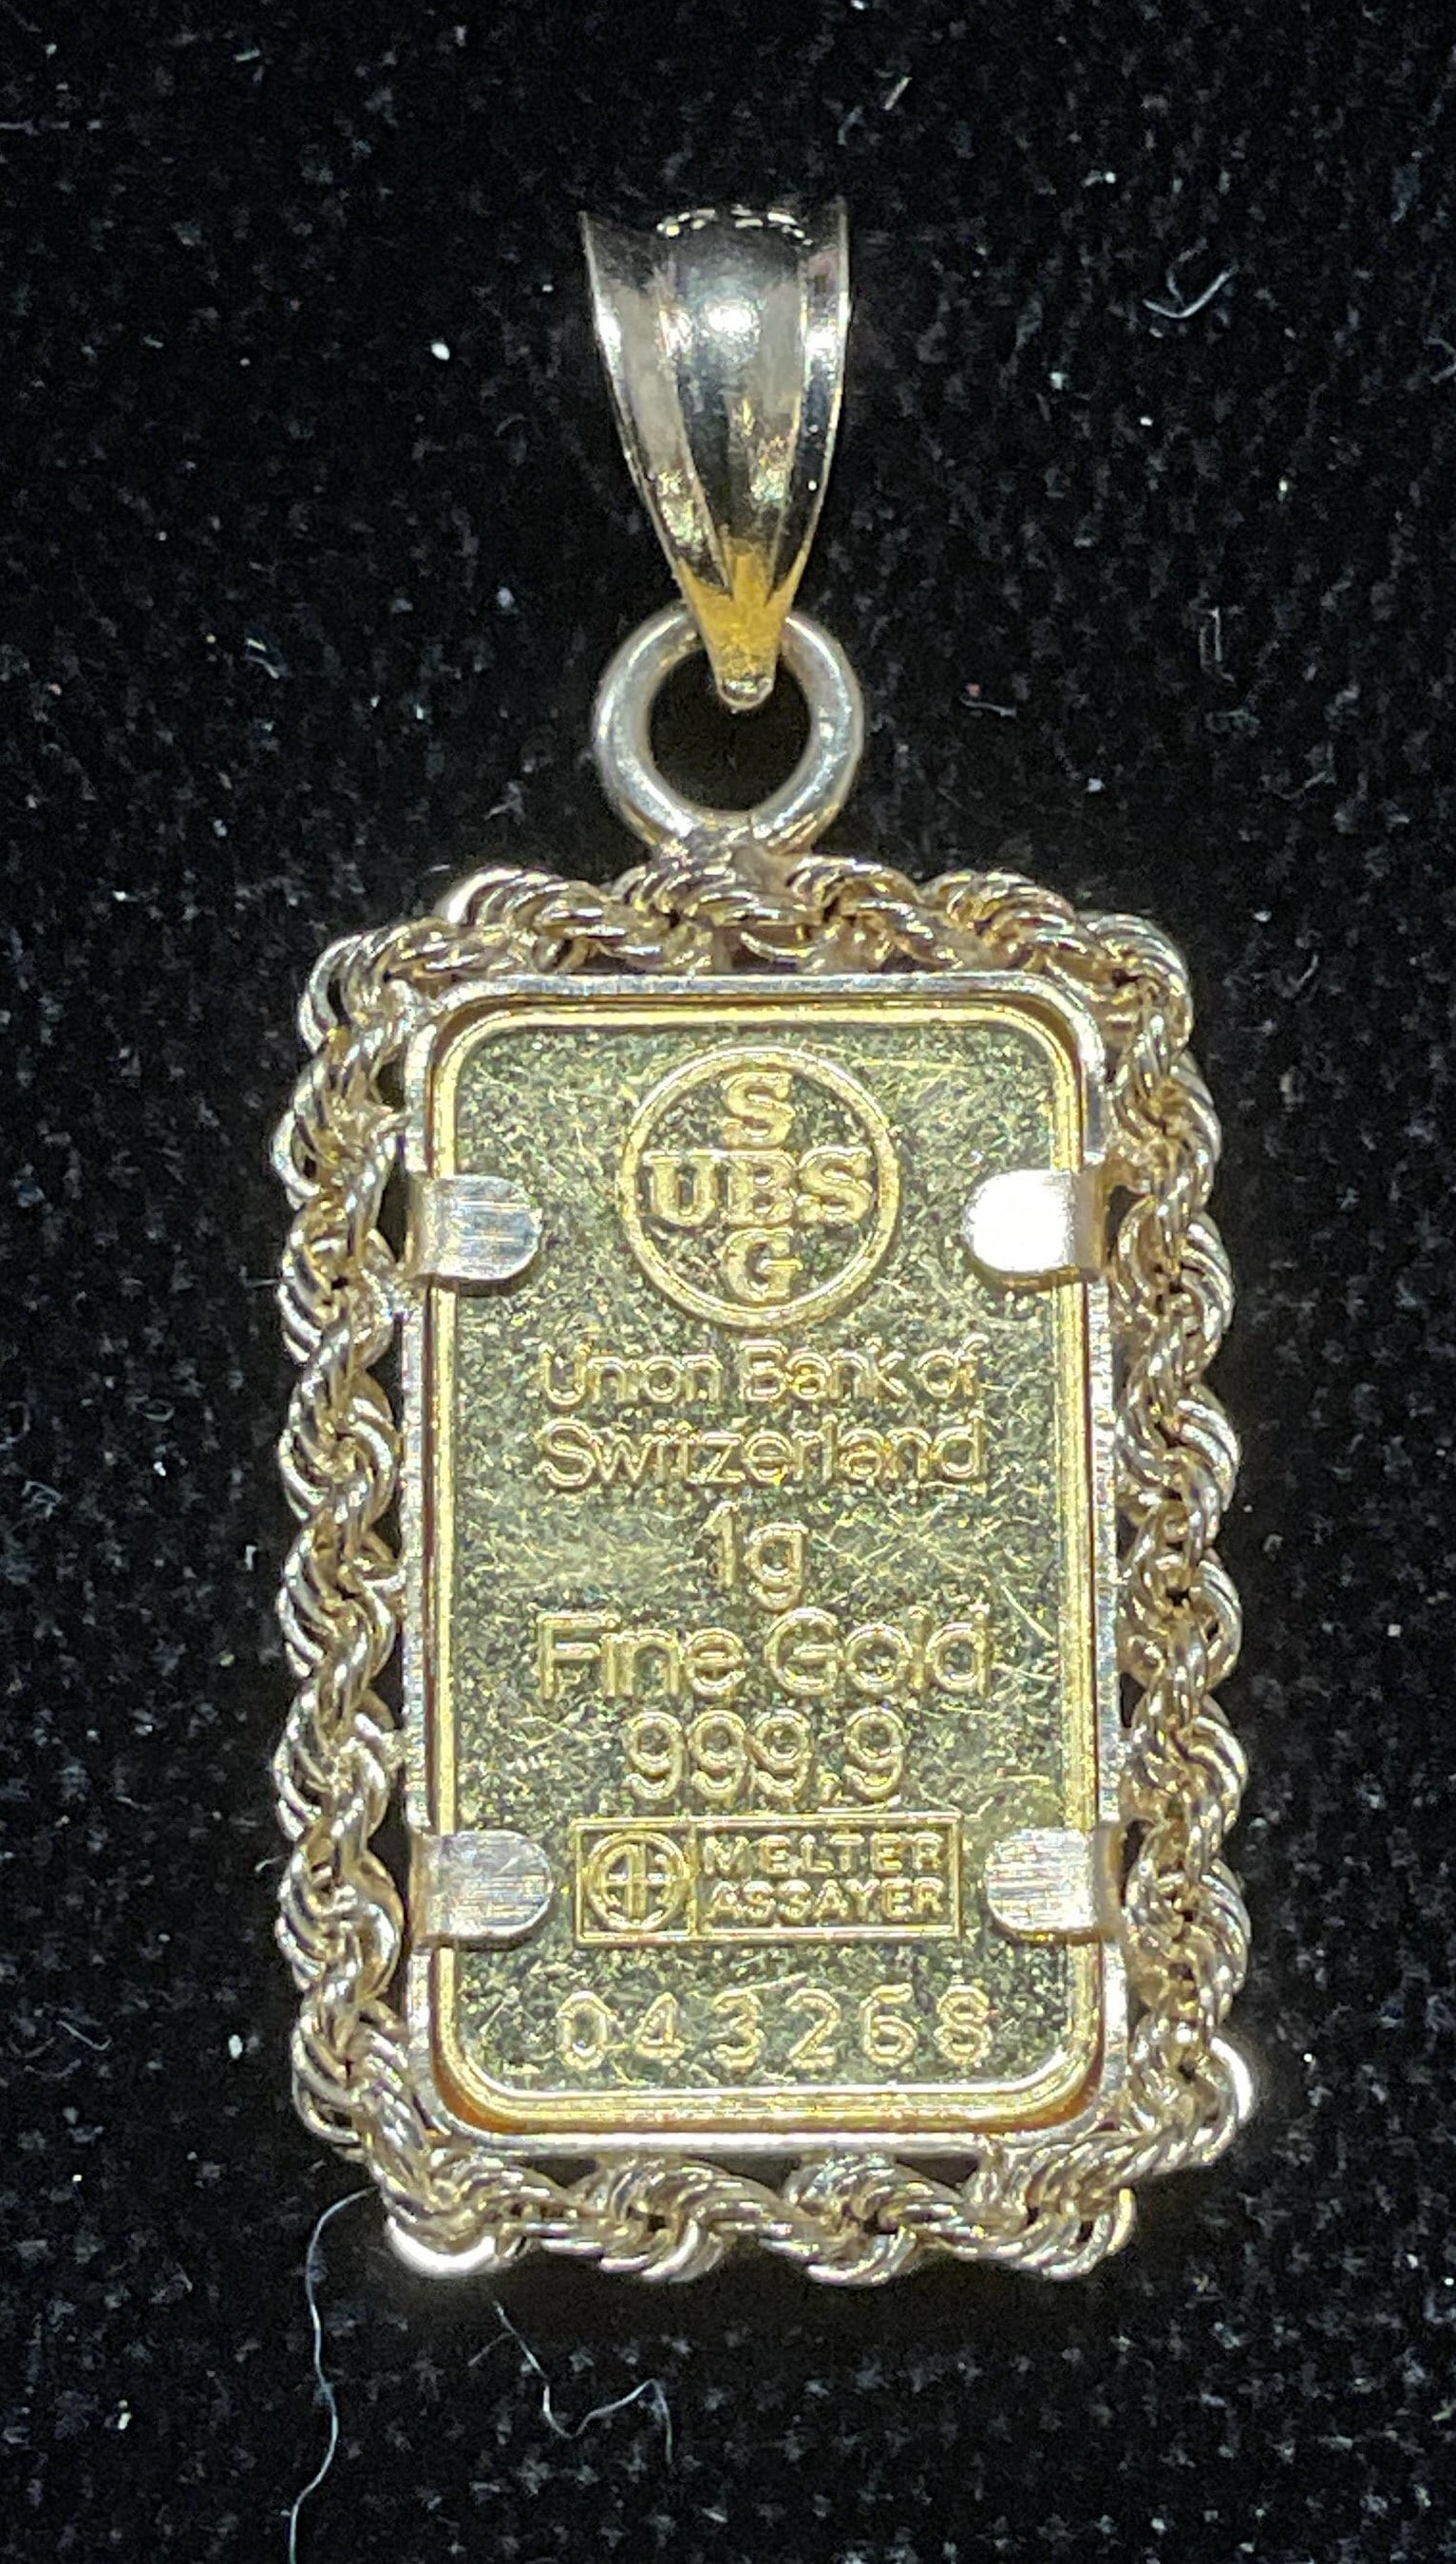 S
UBS
G
Union Bank of
Switzerland
1g
Fine Gold
999,9
MELTER
ASSAYER
043268